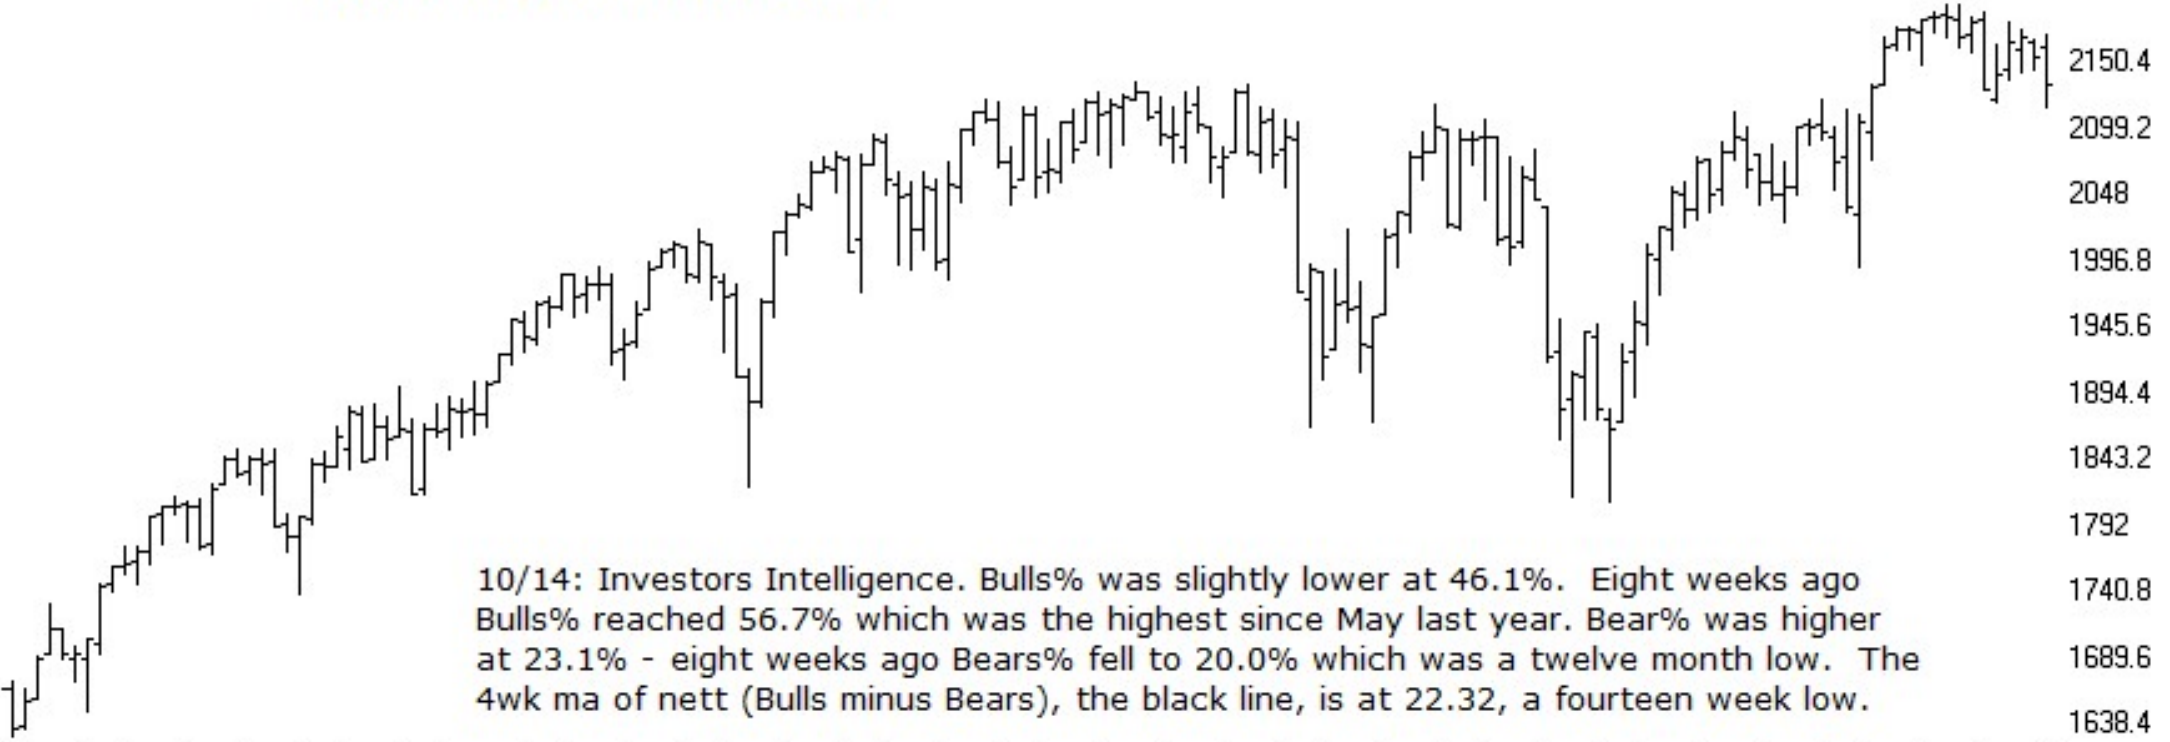 2150.4
2099.2
2048
1996.8
1945.6
1894.4
1843.2
1792
10/14: Investors Intelligence. Bulls% was slightly lower at 46.1%.  Eight weeks ago
1740.8
Bulls% reached 56.7% which was the highest since May last year. Bear% was higher
at 23.1% - eight weeks ago Bears% fell to 20.0% which was a twelve month low.  The
1689.6
4wk ma of nett (Bulls minus Bears), the black line, is at 22.32, a fourteen week low.
1638.4